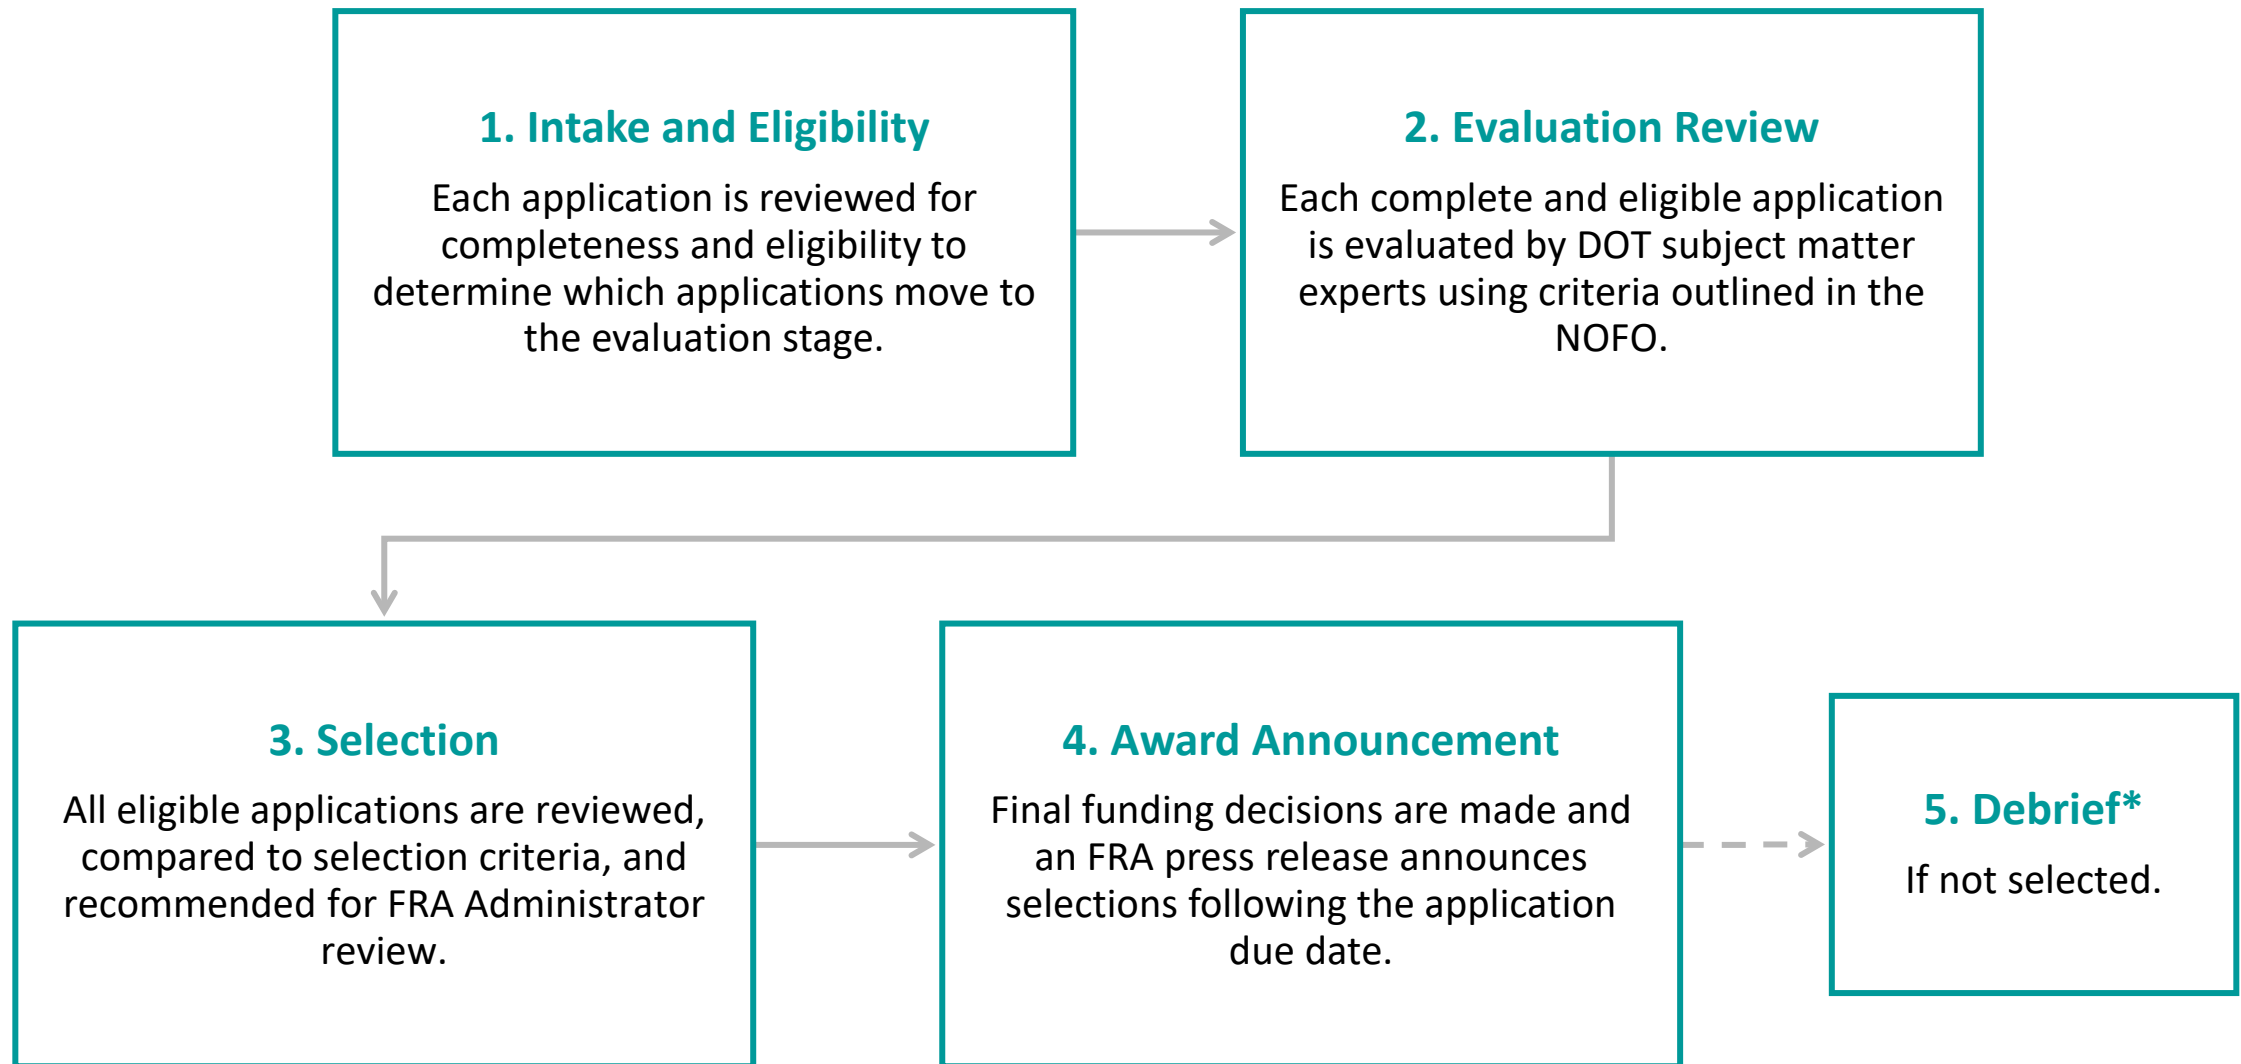 1. Intake and Eligibility
Each application is reviewed for
completeness and eligibility to
determine which applications move to
the evaluation stage.
2. Evaluation Review
Each complete and eligible application
is evaluated by DOT subject matter
experts using criteria outlined in the
NOFO.
3. Selection
All eligible applications are reviewed,
compared to selection criteria, and
recommended for FRA Administrator
review.
4. Award Announcement
Final funding decisions are made and
an FRA press release announces
selections following the application
due date.
5. Debrief*
If not selected.